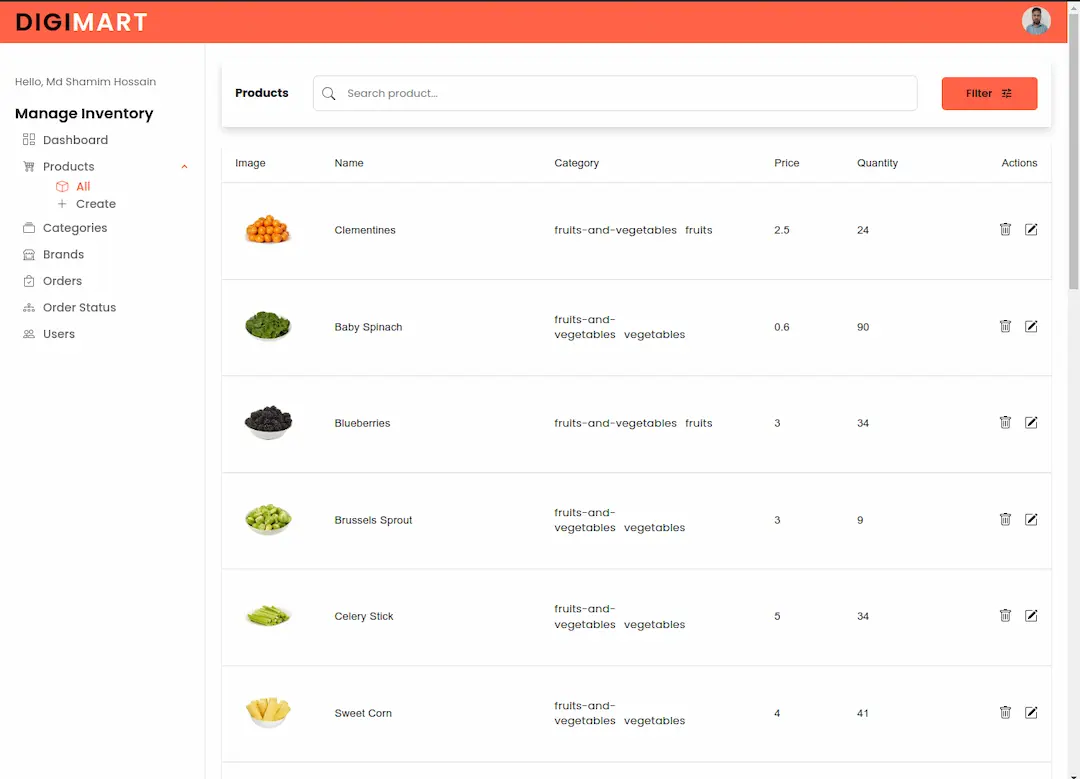 DIGIMART
Hello, Md Shamim Hossain
Manage Inventory
Dashboard
Products
All
Create
Categories
Brands
Orders
Order Status
Users
Products Search product... Filter
Image Name Category Price Quantity Actions
Clementines fruits-and-vegetables fruits 2.5 24
Baby Spinach fruits-and-
vegetables vegetables 0.6 90
Blueberries fruits-and-vegetables fruits 3 34
Brussels Sprout fruits-and-
vegetables vegetables 3 9
Celery Stick fruits-and-
vegetables vegetables 5 34
Sweet Corn fruits-and-
vegetables vegetables 4 41